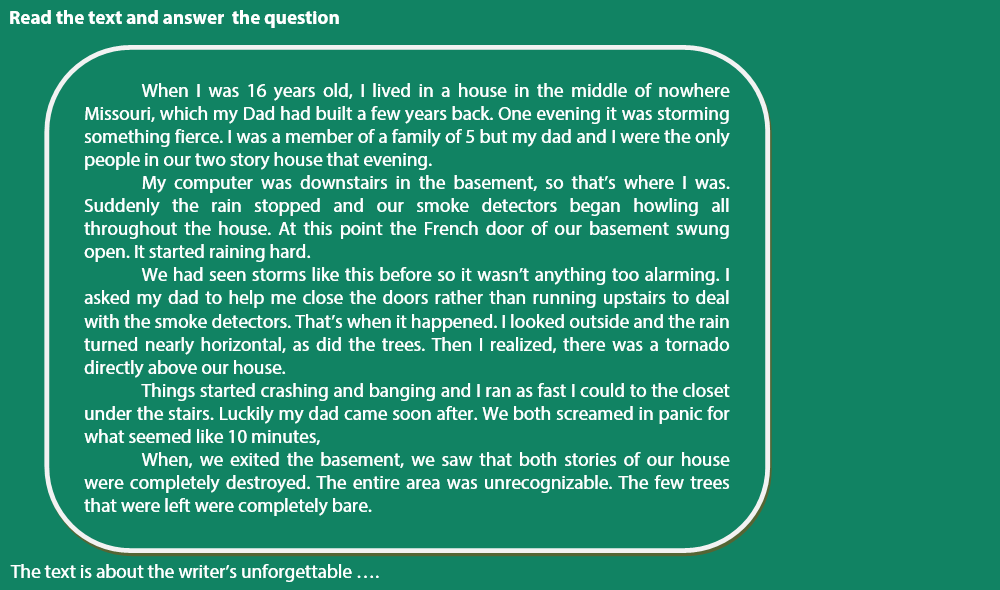 Read the text and answer  the question
When I was 16 years old, I lived in a house in the middle of nowhere
Missouri, which my Dad had built a few years back. One evening it was storming
something fierce. I was a member of a family of 5 but my dad and I were the only
people in our two story house that evening.
My computer was downstairs in the basement, so that's where I was.
Suddenly the rain stopped and our smoke detectors began howling all
throughout the house. At this point the French door of our basement swung
open. It started raining hard.
We had seen storms like this before so it wasn't anything too alarming. I
asked my dad to help me close the doors rather than running upstairs to deal
with the smoke detectors. That's when it happened. I looked outside and the rain
turned nearly horizontal, as did the trees. Then I realized, there was a tornado
directly above our house.
Things started crashing and banging and I ran as fast I could to the closet
under the stairs. Luckily my dad came soon after. We both screamed in panic for
what seemed like 10 minutes,
When, we exited the basement, we saw that both stories of our house
were completely destroyed. The entire area was unrecognizable. The few trees
that were left were completely bare.
The text is about the writer's unforgettable ….